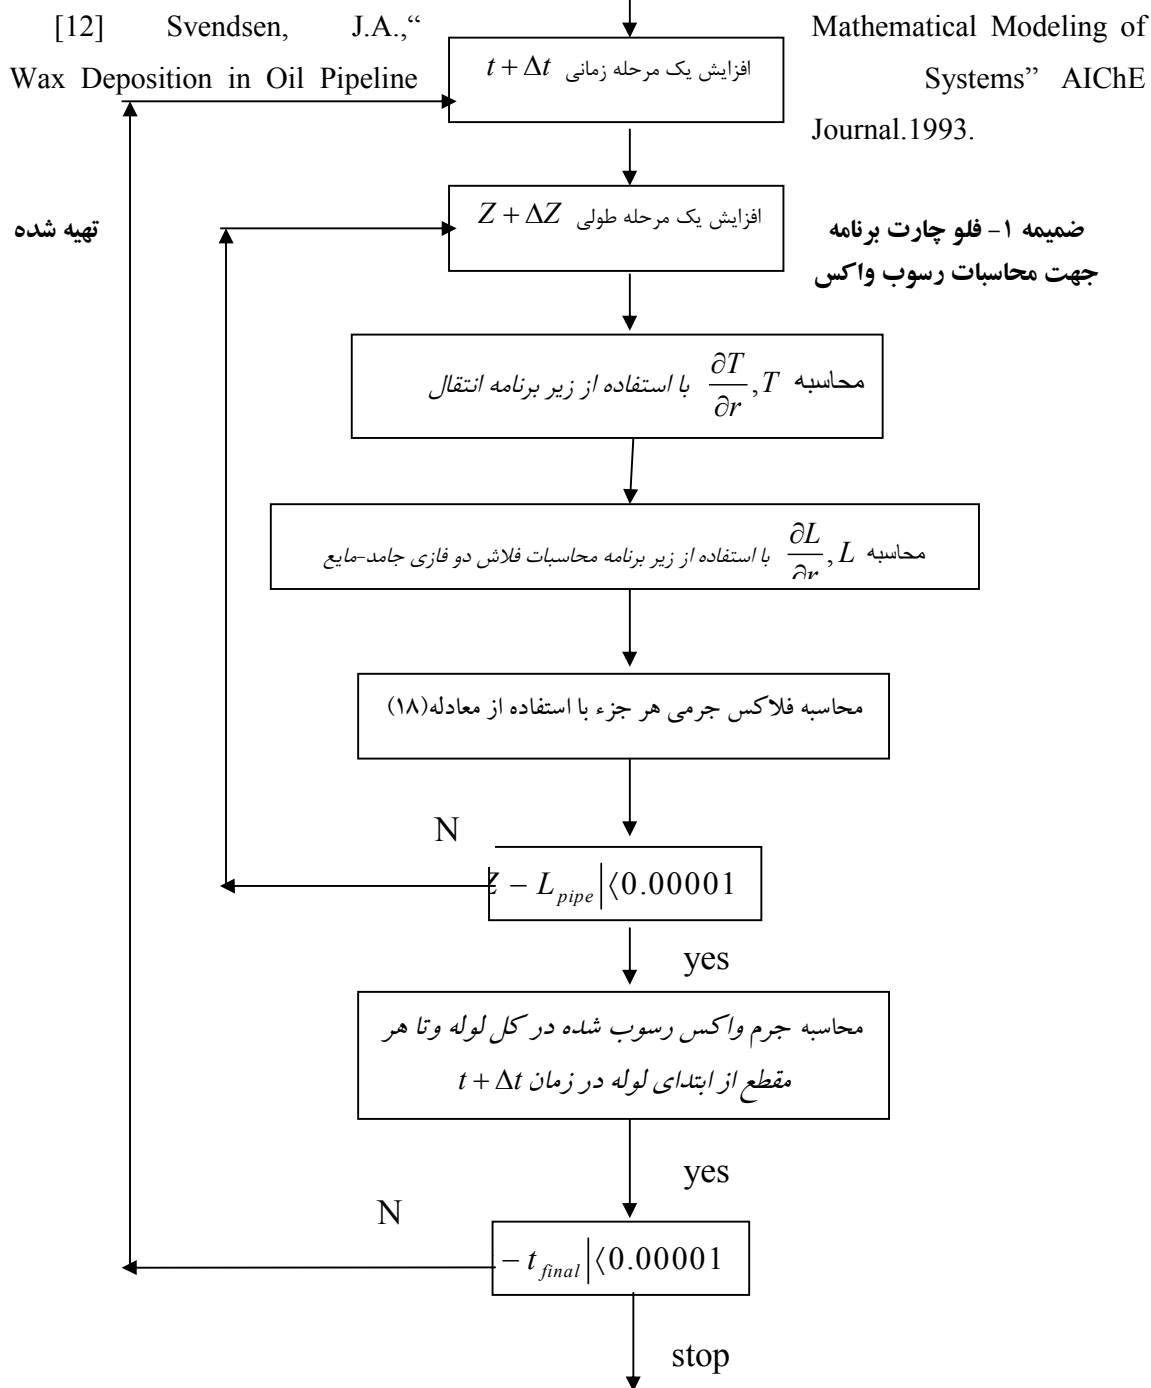 [12] Svendsen, J.A.,“ Mathematical Modeling of
Wax Deposition in Oil Pipeline Systems” AIChE
Journal.1993.
ضمیمه ۱- فلو چارت برنامه تهیه شده
جهت محاسبات رسوب واکس
افزایش یک مرحله زمانی t + Δt
افزایش یک مرحله طولی Z + ΔZ
محاسبه ∂T/∂r , T با استفاده از زیر برنامه انتقال
محاسبه ∂L/∂r , L با استفاده از زیر برنامه محاسبات فلاش دو فازی جامد-مایع
محاسبه فلاکس جرمی هر جزء با استفاده از معادله(۱۸)
N
Z − L_pipe|⟨0.00001
yes
محاسبه جرم واکس رسوب شده در کل لوله وتا هر
مقطع از ابتدای لوله در زمان t + Δt
yes
N
− t_final|⟨0.00001
stop